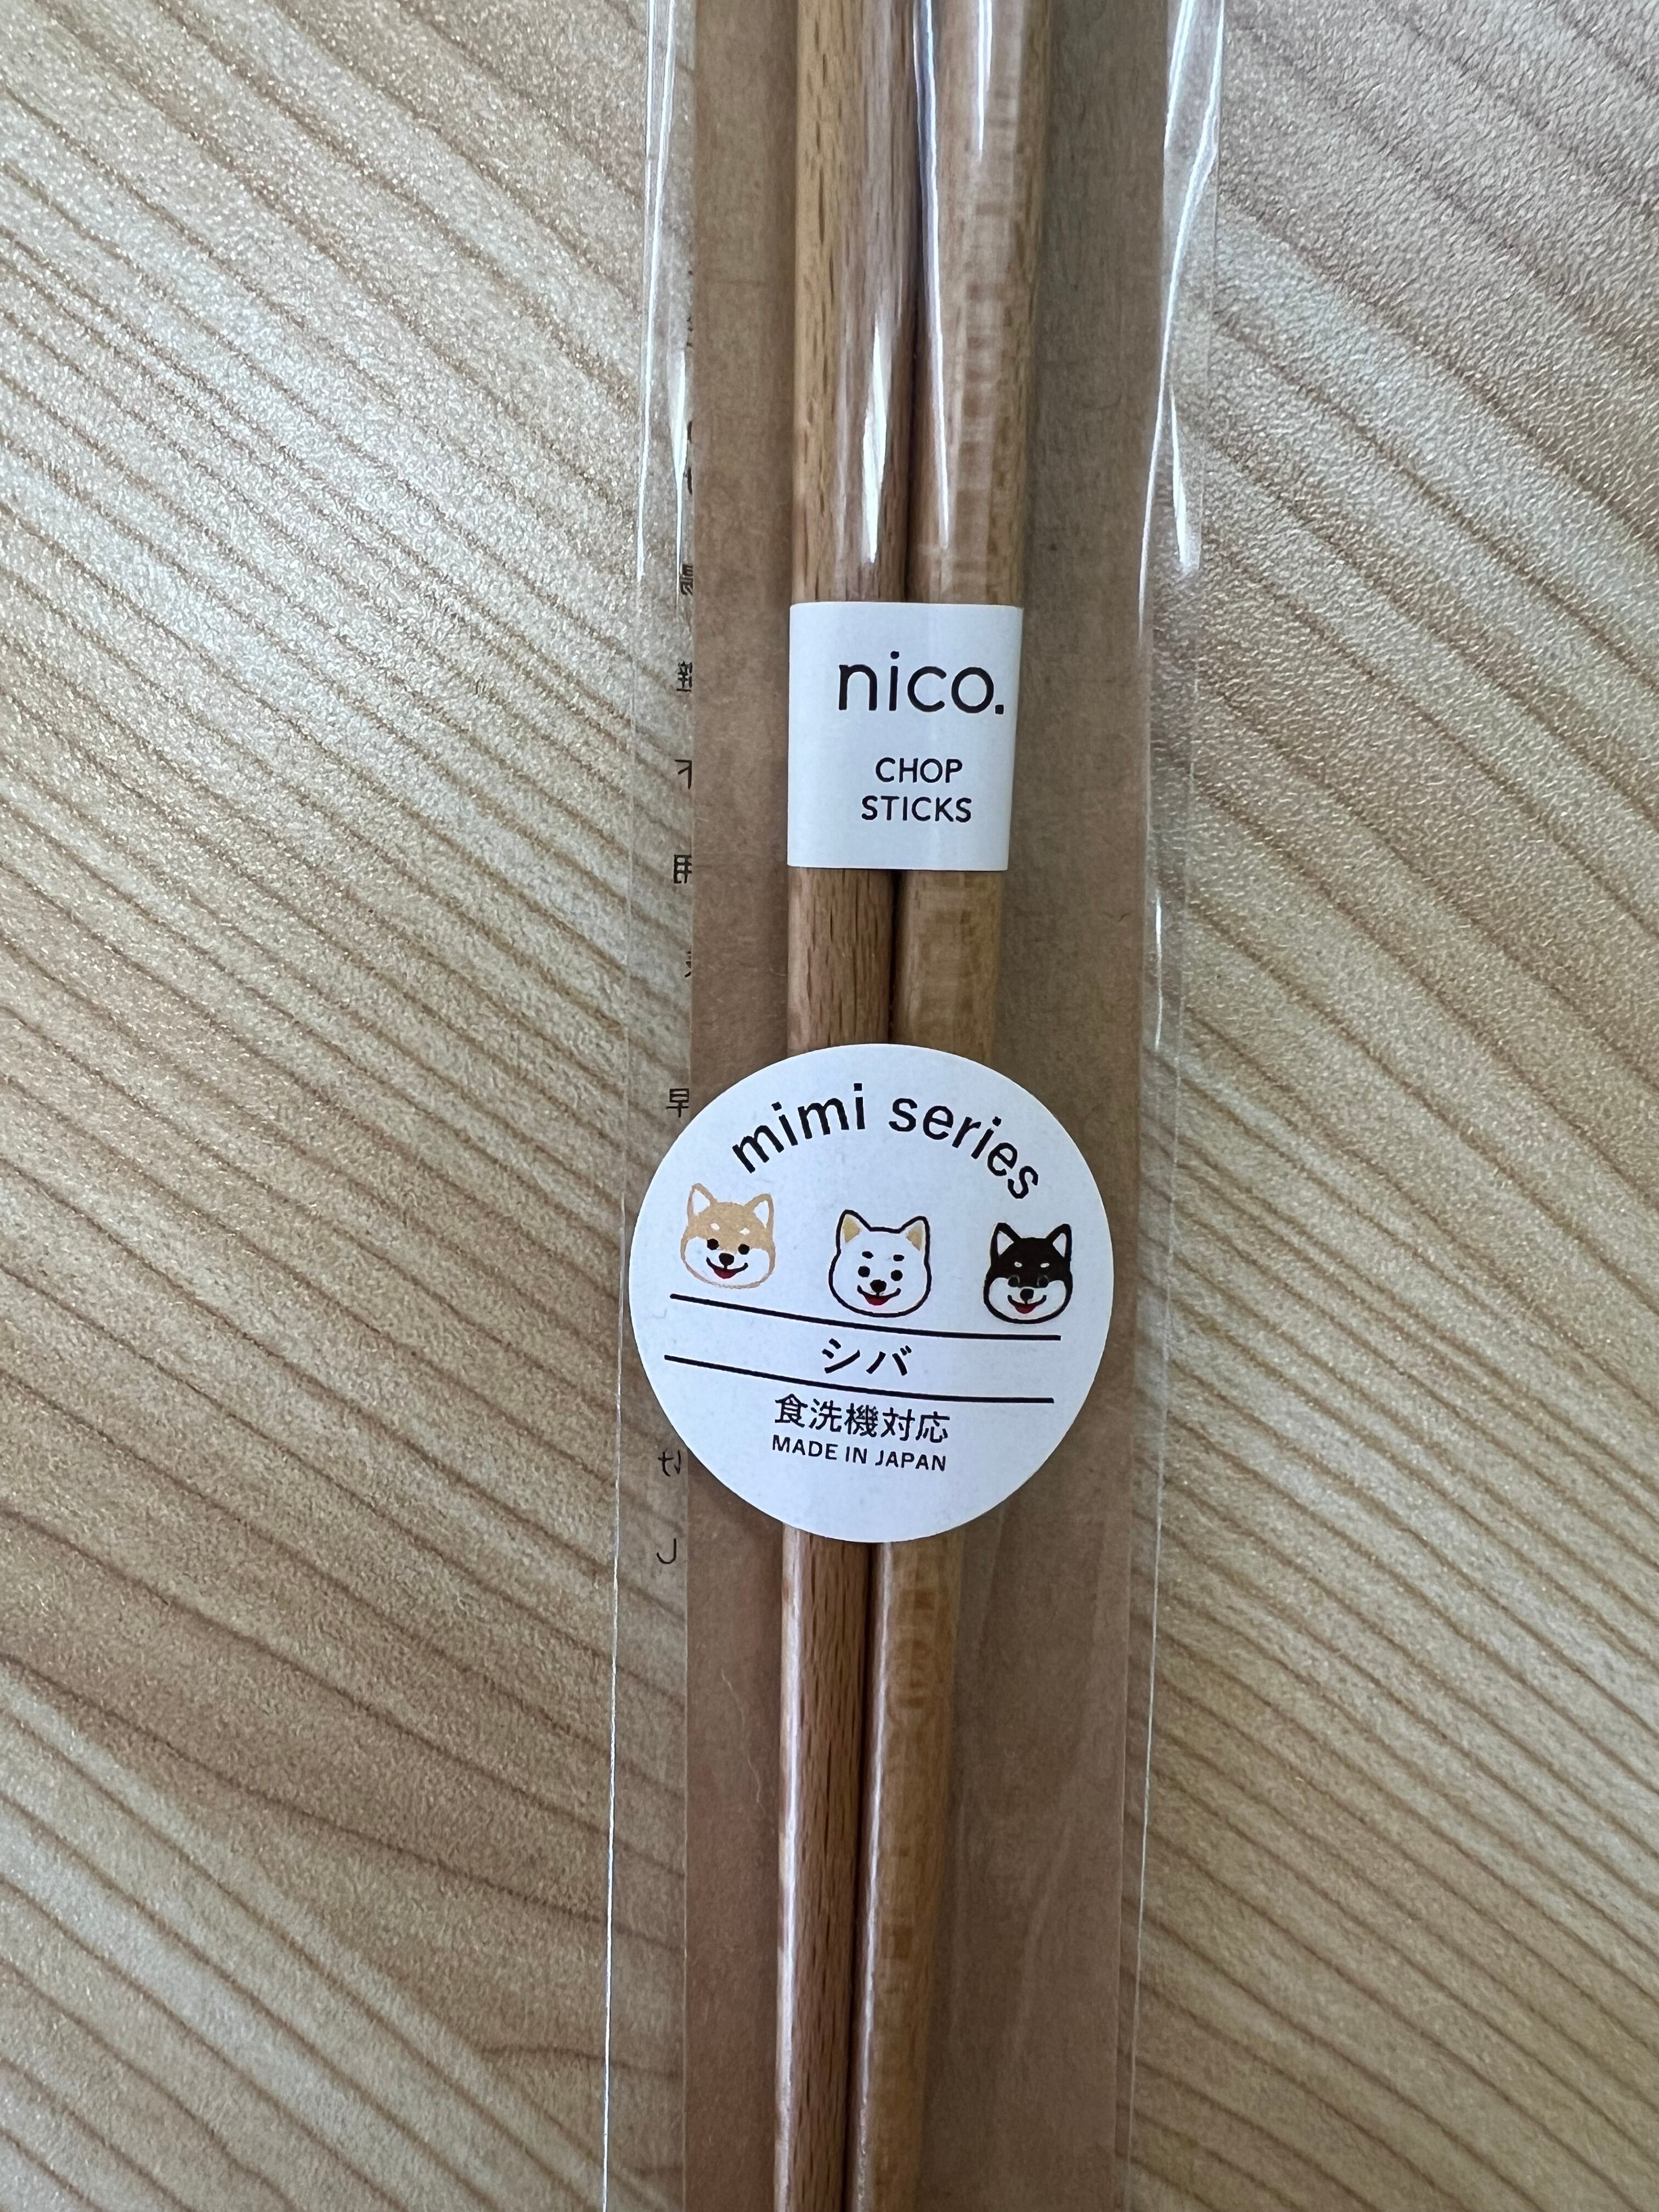 nico.
CHOP
STICKS
mimi series
シバ
食洗機対応
MADE IN JAPAN